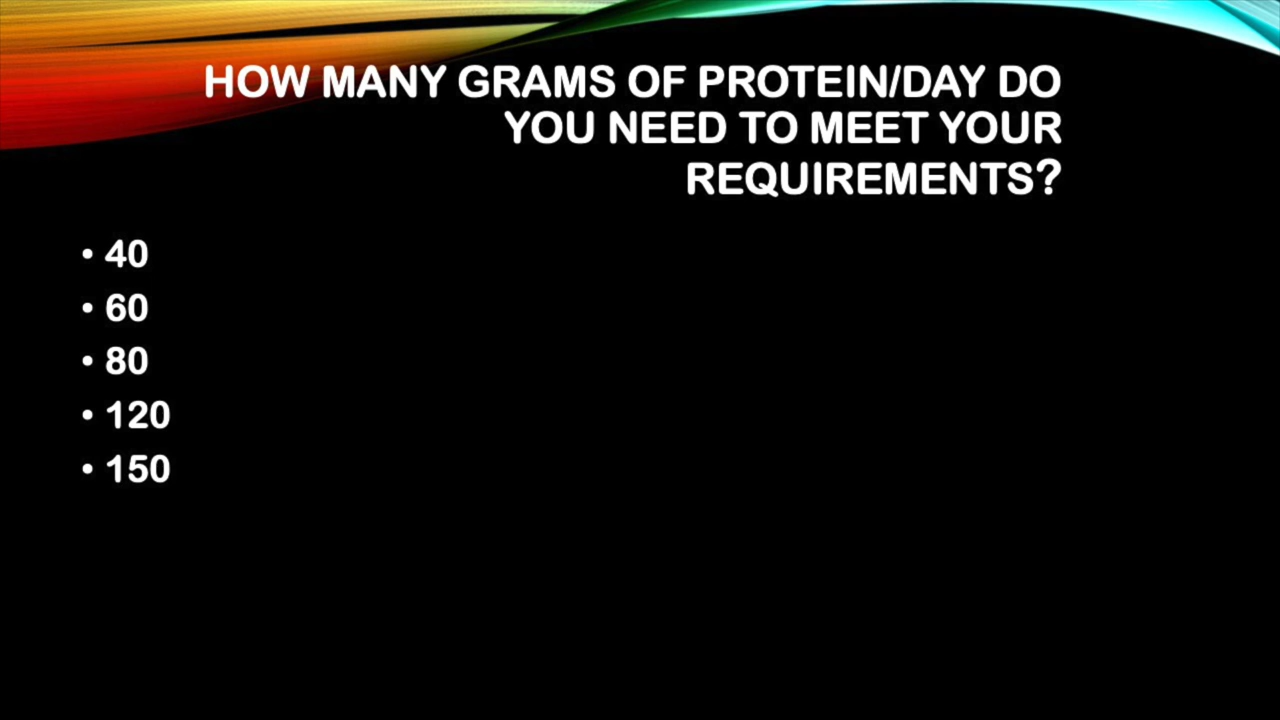 HOW MANY GRAMS OF PROTEIN/DAY DO
YOU NEED TO MEET YOUR
REQUIREMENTS?
• 40
• 60
• 80
• 120
• 150